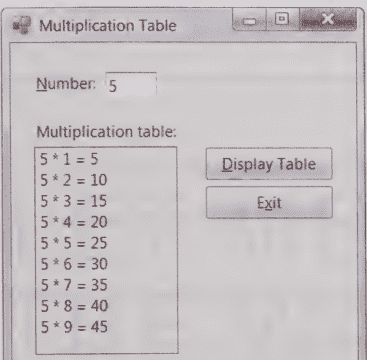 Multiplication Table
Number: 5
Multiplication table:
5 * 1 = 5
5 * 2 = 10
5 * 3 = 15
5 * 4 = 20
5 * 5 = 25
5 * 6 = 30
5 * 7 = 35
5 * 8 = 40
5 * 9 = 45
Display Table
Exit